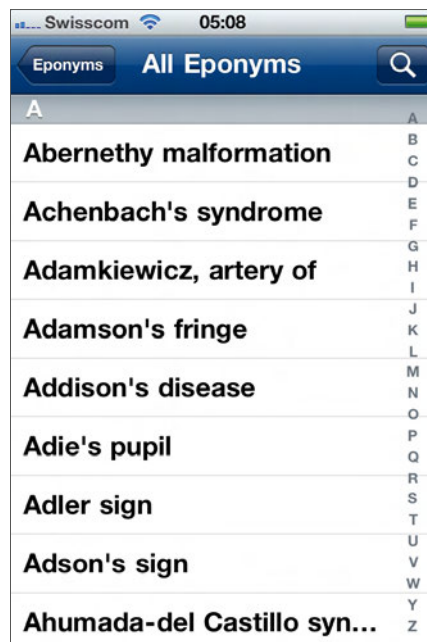 Swisscom 05:08
Eponyms All Eponyms
A
Abernethy malformation
Achenbach's syndrome
Adamkiewicz, artery of
Adamson's fringe
Addison's disease
Adie's pupil
Adler sign
Adson's sign
Ahumada-del Castillo syn...
A
B
C
D
E
F
G
H
I
J
K
L
M
N
O
P
Q
R
S
T
U
V
W
Y
Z